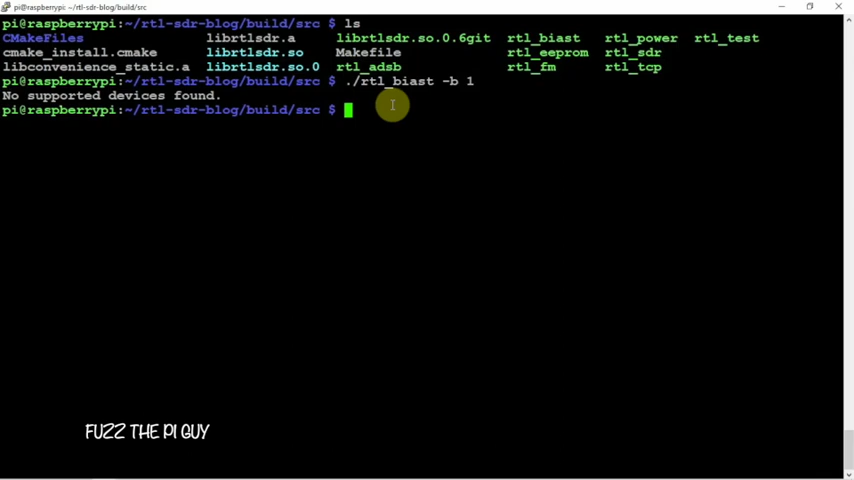 pi@raspberrypi: ~/rtl-sdr-blog/build/src
pi@raspberrypi:~/rtl-sdr-blog/build/src $ ls
CMakeFiles librtlsdr.a librtlsdr.so.0.6git rtl_biast rtl_power rtl_test
cmake_install.cmake librtlsdr.so Makefile rtl_eeprom rtl_sdr
libconvenience_static.a librtlsdr.so.0 rtl_adsb rtl_fm rtl_tcp
pi@raspberrypi:~/rtl-sdr-blog/build/src $ ./rtl_biast -b 1
No supported devices found.
pi@raspberrypi:~/rtl-sdr-blog/build/src $
FUZZ THE PI GUY